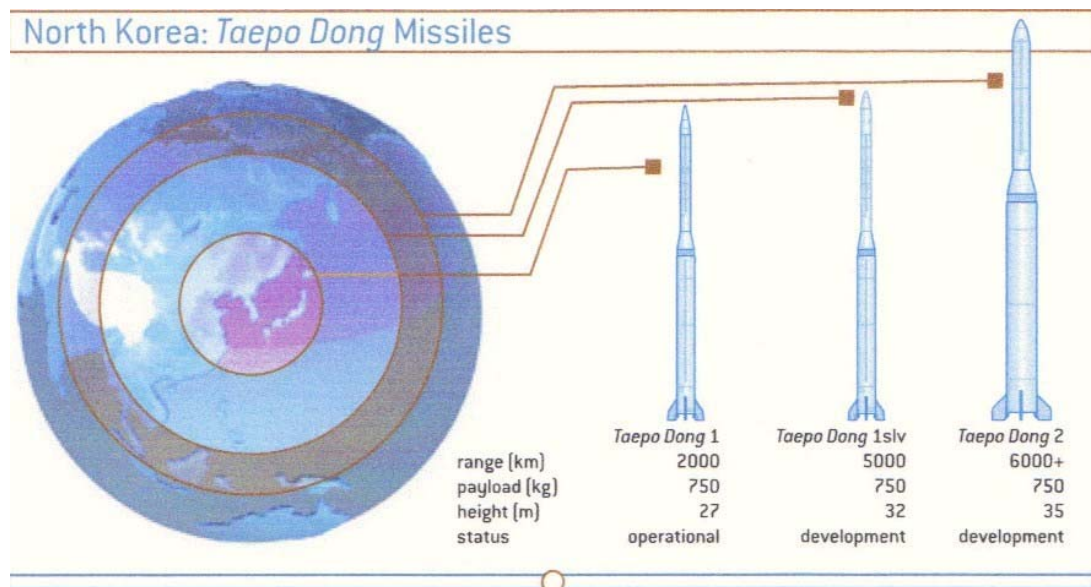 North Korea: Taepo Dong Missiles
Taepo Dong 1 Taepo Dong 1slv Taepo Dong 2
range (km) 2000 5000 6000+
payload (kg) 750 750 750
height (m) 27 32 35
status operational development development